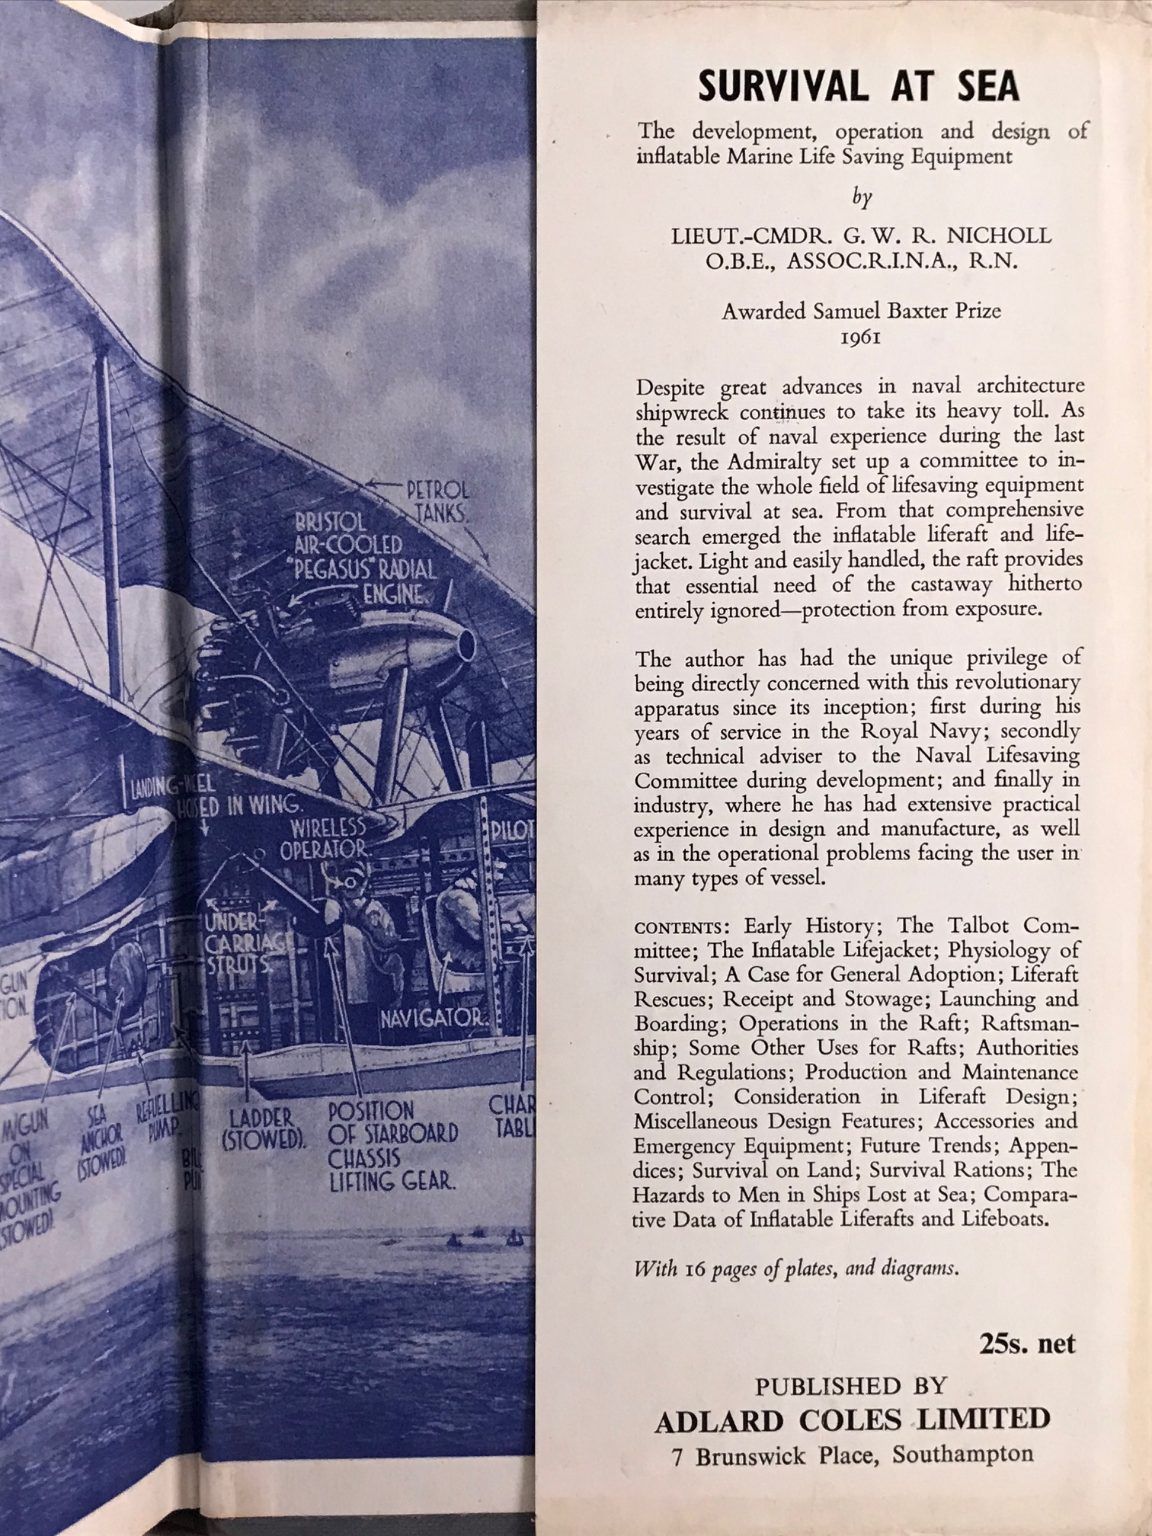 PETROL
TANKS.
BRISTOL
AIR-COOLED
"PEGASUS" RADIAL
ENGINE.
LANDING
IN WING.
WIRELESS
OPERATOR.
PILOT
UNDER-
CARRIAGE
STRUTS.
GUN
NAVIGATOR.
M/GUN
ON
SPECIAL
MOUNTING
(STOWED)
SEA
ANCHOR
(STOWED)
REFUELLING
PUMP.
LADDER
(STOWED).
POSITION
OF STARBOARD
CHASSIS
LIFTING GEAR.
SURVIVAL AT SEA
The development, operation and design of
inflatable Marine Life Saving Equipment
by
LIEUT.-CMDR. G. W. R. NICHOLL
O.B.E., ASSOC.R.I.N.A., R.N.
Awarded Samuel Baxter Prize
1961
Despite great advances in naval architecture
shipwreck continues to take its heavy toll. As
the result of naval experience during the last
War, the Admiralty set up a committee to in-
vestigate the whole field of lifesaving equipment
and survival at sea. From that comprehensive
search emerged the inflatable liferaft and life-
jacket. Light and easily handled, the raft provides
that essential need of the castaway hitherto
entirely ignored—protection from exposure.
The author has had the unique privilege of
being directly concerned with this revolutionary
apparatus since its inception; first during his
years of service in the Royal Navy; secondly
as technical adviser to the Naval Lifesaving
Committee during development; and finally in
industry, where he has had extensive practical
experience in design and manufacture, as well
as in the operational problems facing the user in
many types of vessel.
CONTENTS: Early History; The Talbot Com-
mittee; The Inflatable Lifejacket; Physiology of
Survival; A Case for General Adoption; Liferaft
Rescues; Receipt and Stowage; Launching and
Boarding; Operations in the Raft; Raftsman-
ship; Some Other Uses for Rafts; Authorities
and Regulations; Production and Maintenance
Control; Consideration in Liferaft Design;
Miscellaneous Design Features; Accessories and
Emergency Equipment; Future Trends; Appen-
dices; Survival on Land; Survival Rations; The
Hazards to Men in Ships Lost at Sea; Compara-
tive Data of Inflatable Liferafts and Lifeboats.
With 16 pages of plates, and diagrams.
25s. net
PUBLISHED BY
ADLARD COLES LIMITED
7 Brunswick Place, Southampton